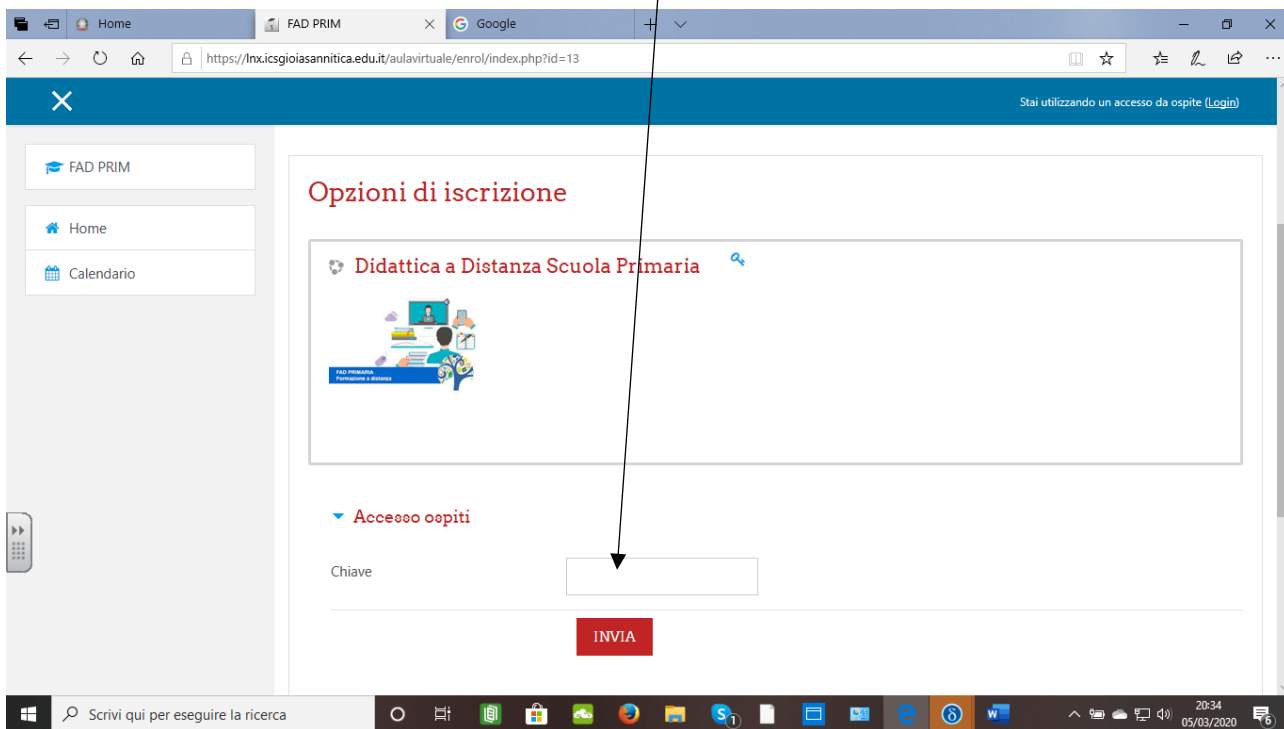 Home
FAD PRIM
Google
https://lnx.icsgioiasannitica.edu.it/aulavirtuale/enrol/index.php?id=13
Stai utilizzando un accesso da ospite (Login)
FAD PRIM
Home
Calendario
Opzioni di iscrizione
Didattica a Distanza Scuola Primaria
FAD PRIMARIA
Formazione a distanza
Accesso ospiti
Chiave
INVIA
Scrivi qui per eseguire la ricerca
20:34
05/03/2020